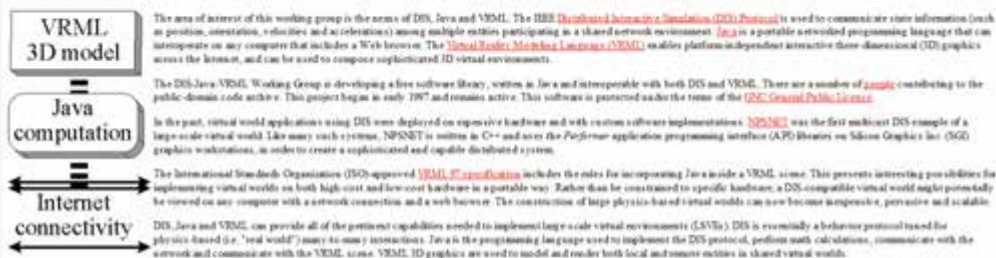 VRML
3D model
Java
computation
Internet
connectivity
The area of interest of this working group is the nexus of DIS, Java and VRML. The IEEE Distributed Interactive Simulation (DIS) Protocol is used to communicate state information (such
as position, orientation, velocities and accelerations) among multiple entities participating in a shared network environment. Java is a portable networked programming language that can
interoperate on any computer that includes a Web browser. The Virtual Reality Modeling Language (VRML) enables platform-independent interactive three-dimensional (3D) graphics
across the Internet, and can be used to compose sophisticated 3D virtual environments.
The DIS-Java-VRML Working Group is developing a free software library, written in Java and interoperable with both DIS and VRML. There are a number of people contributing to the
public-domain code archive. This project began in early 1997 and remains active. This software is protected under the terms of the GNU General Public License.
In the past, virtual world applications using DIS were deployed on expensive hardware and with custom software implementations. NPSNET was the first multicast DIS example of a
large-scale virtual world. Like many such systems, NPSNET is written in C++ and uses the Performer application programming interface (API) libraries on Silicon Graphics Inc. (SGI)
graphics workstations, in order to create a sophisticated and capable distributed system.
The International Standards Organization (ISO)-approved VRML 97 specification includes the rules for incorporating Java inside a VRML scene. This presents interesting possibilities for
implementing virtual worlds on both high-cost and low-cost hardware in a portable way. Rather than be constrained to specific hardware, a DIS-compatible virtual world might potentially
be viewed on any computer with a network connection and a web browser. The construction of large physics-based virtual worlds can now become inexpensive, pervasive and scalable.
DIS, Java and VRML can provide all of the pertinent capabilities needed to implement large-scale virtual environments (LSVEs). DIS is essentially a behavior protocol tuned for
physics-based (i.e. "real world") many-to-many interactions. Java is the programming language used to implement the DIS protocol, perform math calculations, communicate with the
network and communicate with the VRML scene. VRML 3D graphics are used to model and render both local and remote entities in shared virtual worlds.